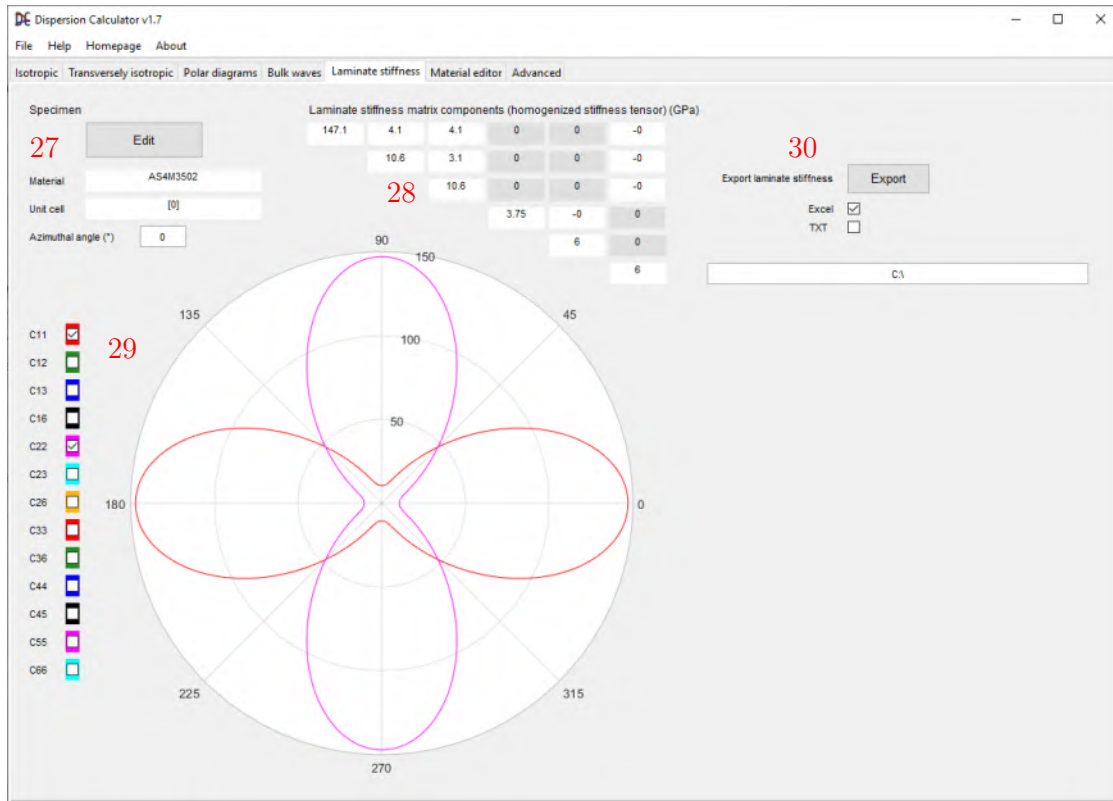 DC Dispersion Calculator v1.7
File Help Homepage About
Isotropic Transversely isotropic Polar diagrams Bulk waves Laminate stiffness Material editor Advanced
Specimen
27
Edit
Material AS4M3502
Unit cell [0]
Azimuthal angle (°) 0
Laminate stiffness matrix components (homogenized stiffness tensor) (GPa)
147.1 4.1 4.1 0 0 -0
10.6 3.1 0 0 -0
28 10.6 0 0 -0
3.75 -0 0
6 0
6
30
Export laminate stiffness Export
Excel
TXT
C:\
29
C11
C12
C13
C16
C22
C23
C26
C33
C36
C44
C45
C55
C66
90
150
135
45
100
50
180
0
225
315
270